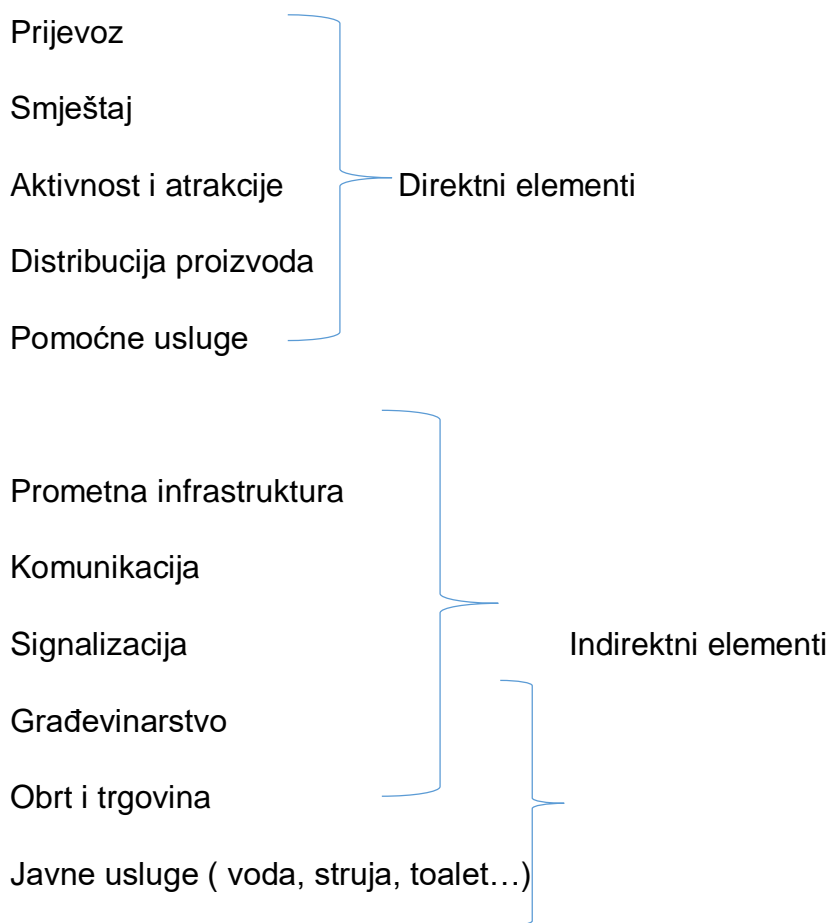 Prijevoz
Smještaj
Aktivnost i atrakcije
Direktni elementi
Distribucija proizvoda
Pomoćne usluge
Prometna infrastruktura
Komunikacija
Signalizacija
Indirektni elementi
Građevinarstvo
Obrt i trgovina
Javne usluge ( voda, struja, toalet…)